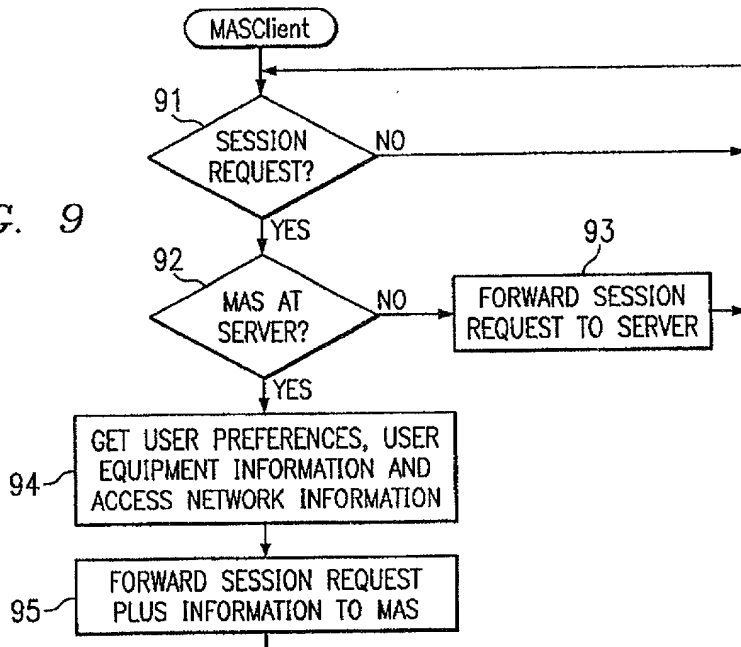 MASClient
91
SESSION
REQUEST?
NO
G. 9
YES
92
MAS AT
SERVER?
NO
93
FORWARD SESSION
REQUEST TO SERVER
YES
94
GET USER PREFERENCES, USER
EQUIPMENT INFORMATION AND
ACCESS NETWORK INFORMATION
95
FORWARD SESSION REQUEST
PLUS INFORMATION TO MAS